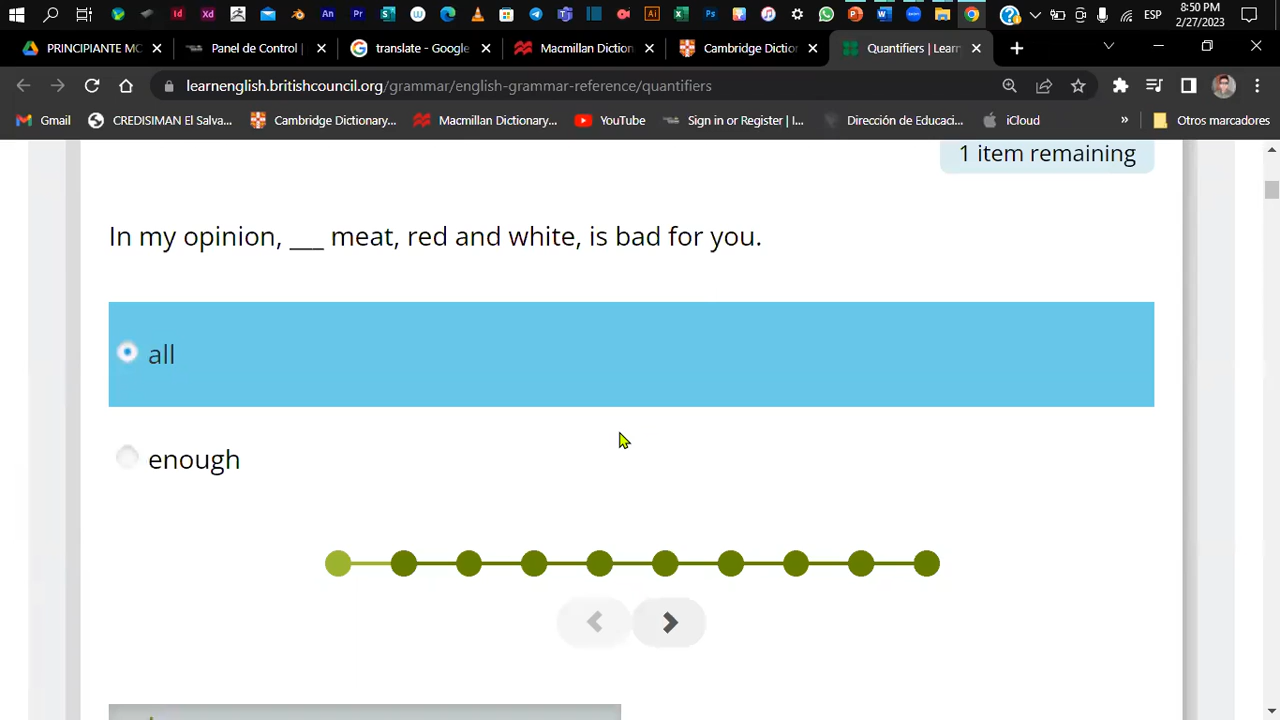 8:50 PM
ESP
2/27/2023
PRINCIPIANTE MC
Panel de Control |
translate - Google
Macmillan Diction
Cambridge Dictio
Quantifiers | Learn
learnenglish.britishcouncil.org/grammar/english-grammar-reference/quantifiers
Gmail
CREDISIMAN El Salva...
Cambridge Dictionary...
Macmillan Dictionary...
YouTube
Sign in or Register | I...
Dirección de Educaci...
iCloud
»
Otros marcadores
1 item remaining
In my opinion, ___ meat, red and white, is bad for you.
all
enough